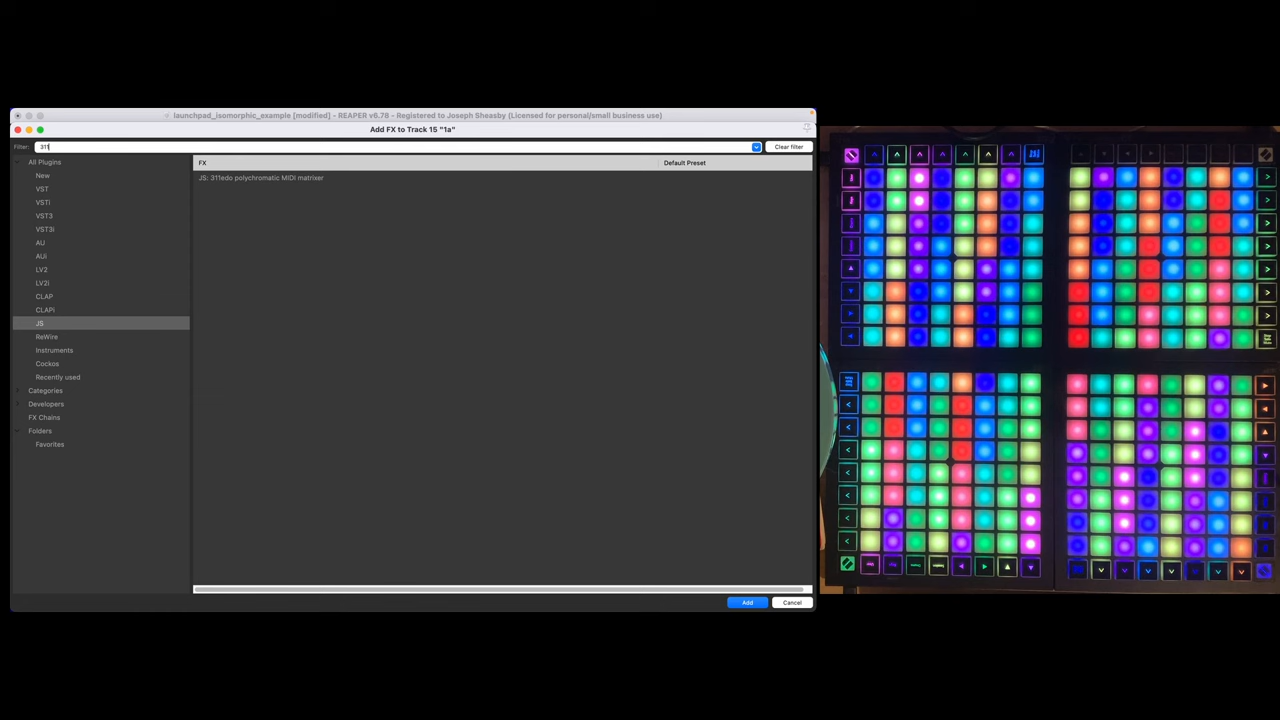 launchpad_isomorphic_example [modified] - REAPER v6.78 - Registered to Joseph Sheasby (Licensed for personal/small business use)
Add FX to Track 15 "1a"
Filter: 311 Clear filter
All Plugins
New
VST
VSTi
VST3
VST3i
AU
AUi
LV2
LV2i
CLAP
CLAPi
JS
ReWire
Instruments
Cockos
Recently used
Categories
Developers
FX Chains
Folders
Favorites
FX Default Preset
JS: 311edo polychromatic MIDI matrixer
Add Cancel